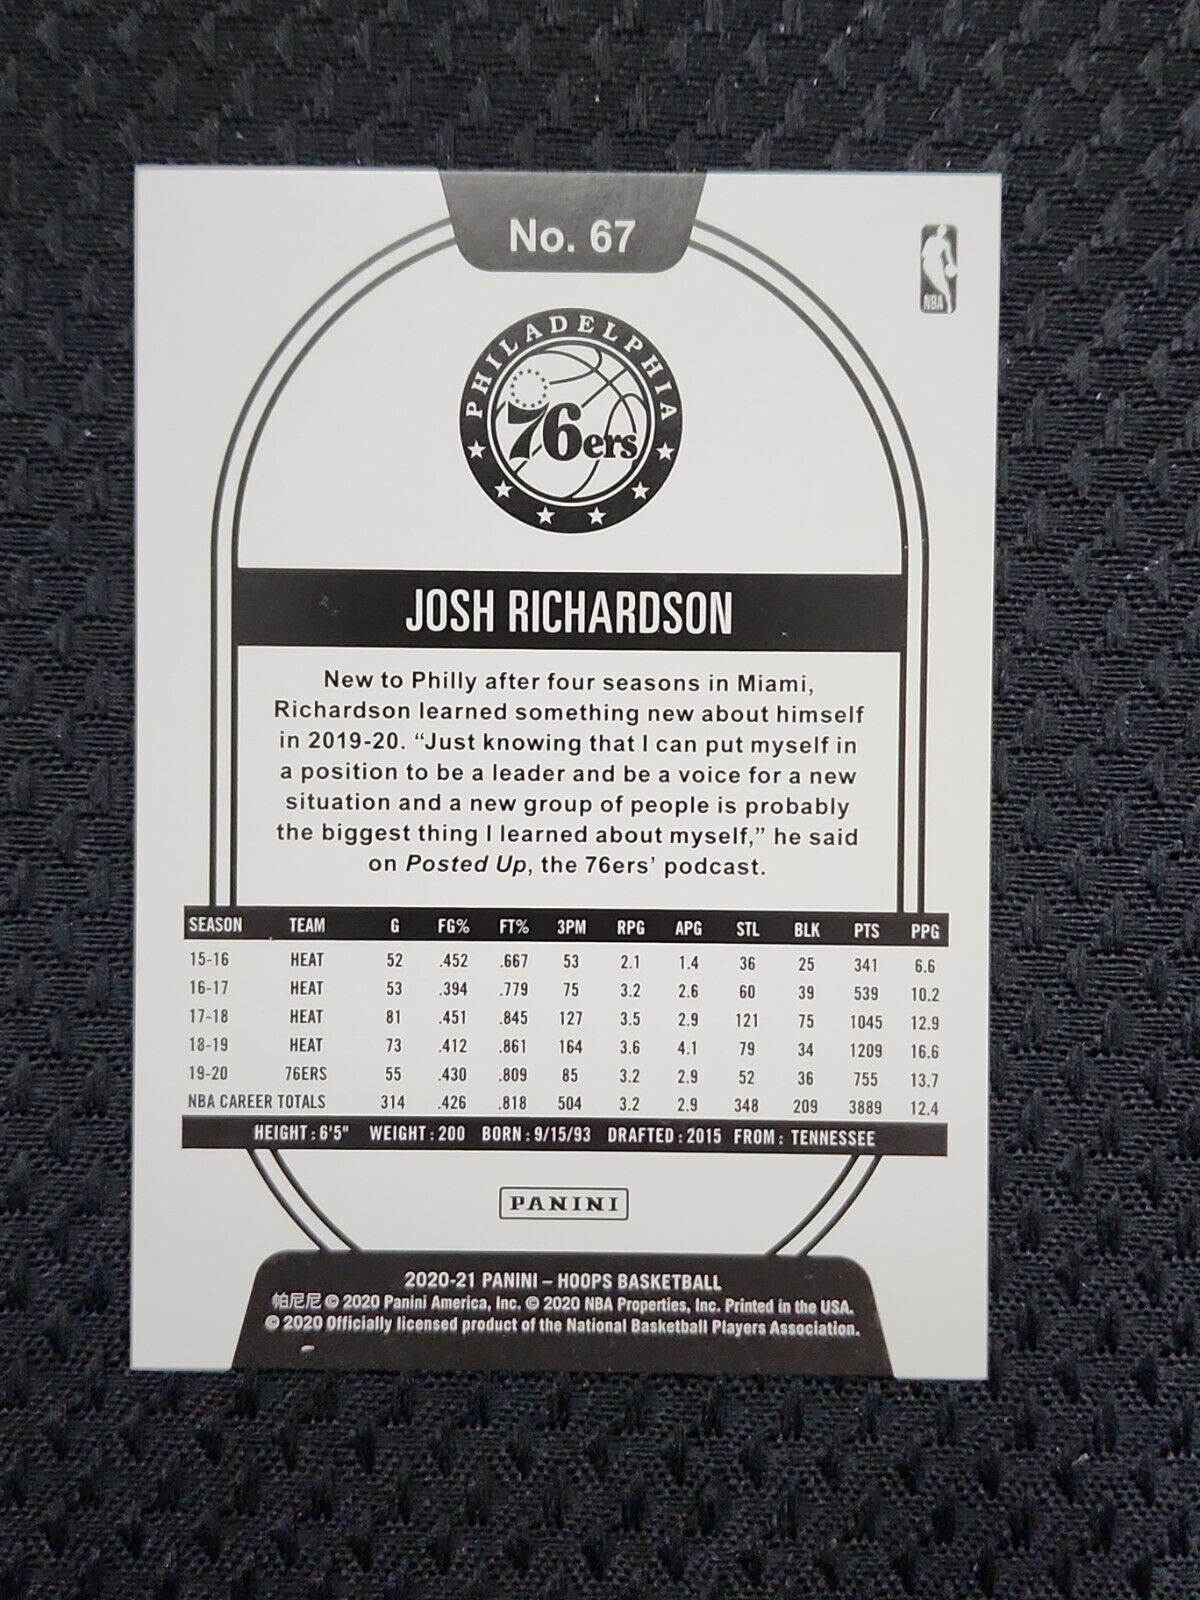 No. 67
NBA
PHILADELPHIA
76ers
JOSH RICHARDSON
New to Philly after four seasons in Miami,
Richardson learned something new about himself
in 2019-20. “Just knowing that I can put myself in
a position to be a leader and be a voice for a new
situation and a new group of people is probably
the biggest thing I learned about myself,” he said
on Posted Up, the 76ers’ podcast.
SEASON TEAM G FG% FT% 3PM RPG APG STL BLK PTS PPG
15-16 HEAT 52 .452 .667 53 2.1 1.4 36 25 341 6.6
16-17 HEAT 53 .394 .779 75 3.2 2.6 60 39 539 10.2
17-18 HEAT 81 .451 .845 127 3.5 2.9 121 75 1045 12.9
18-19 HEAT 73 .412 .861 164 3.6 4.1 79 34 1209 16.6
19-20 76ERS 55 .430 .809 85 3.2 2.9 52 36 755 13.7
NBA CAREER TOTALS 314 .426 .818 504 3.2 2.9 348 209 3889 12.4
HEIGHT: 6'5" WEIGHT: 200 BORN: 9/15/93 DRAFTED: 2015 FROM: TENNESSEE
PANINI
2020-21 PANINI – HOOPS BASKETBALL
帕尼尼 © 2020 Panini America, Inc. © 2020 NBA Properties, Inc. Printed in the USA.
© 2020 Officially licensed product of the National Basketball Players Association.